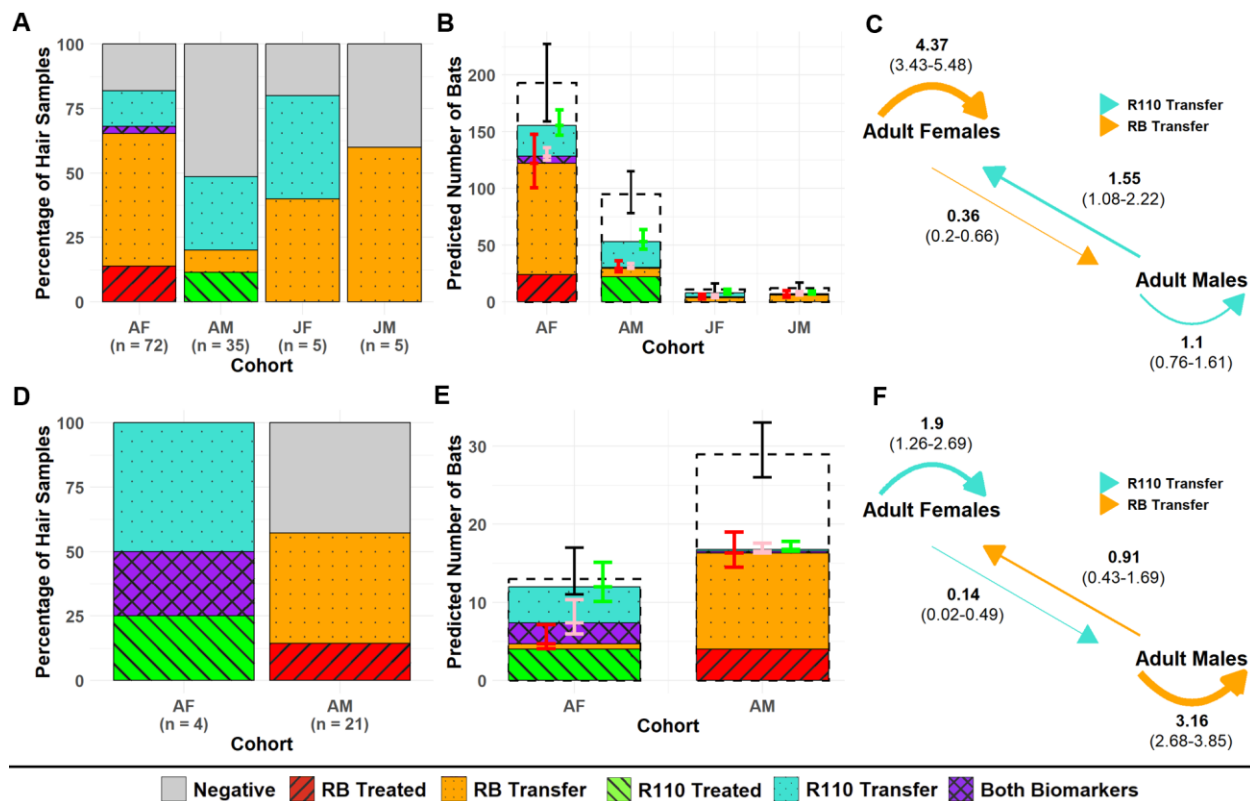 A
Percentage of Hair Samples
100
75
50
25
0
AF
(n = 72)
AM
(n = 35)
JF
(n = 5)
JM
(n = 5)
Cohort
B
Predicted Number of Bats
200
150
100
50
0
AF
AM
JF
JM
Cohort
C
4.37
(3.43-5.48)
R110 Transfer
RB Transfer
Adult Females
1.55
(1.08-2.22)
0.36
(0.2-0.66)
Adult Males
1.1
(0.76-1.61)
D
Percentage of Hair Samples
100
75
50
25
0
AF
(n = 4)
AM
(n = 21)
Cohort
E
Predicted Number of Bats
30
20
10
0
AF
AM
Cohort
F
1.9
(1.26-2.69)
R110 Transfer
RB Transfer
Adult Females
0.91
(0.43-1.69)
0.14
(0.02-0.49)
Adult Males
3.16
(2.68-3.85)
Negative RB Treated RB Transfer R110 Treated R110 Transfer Both Biomarkers